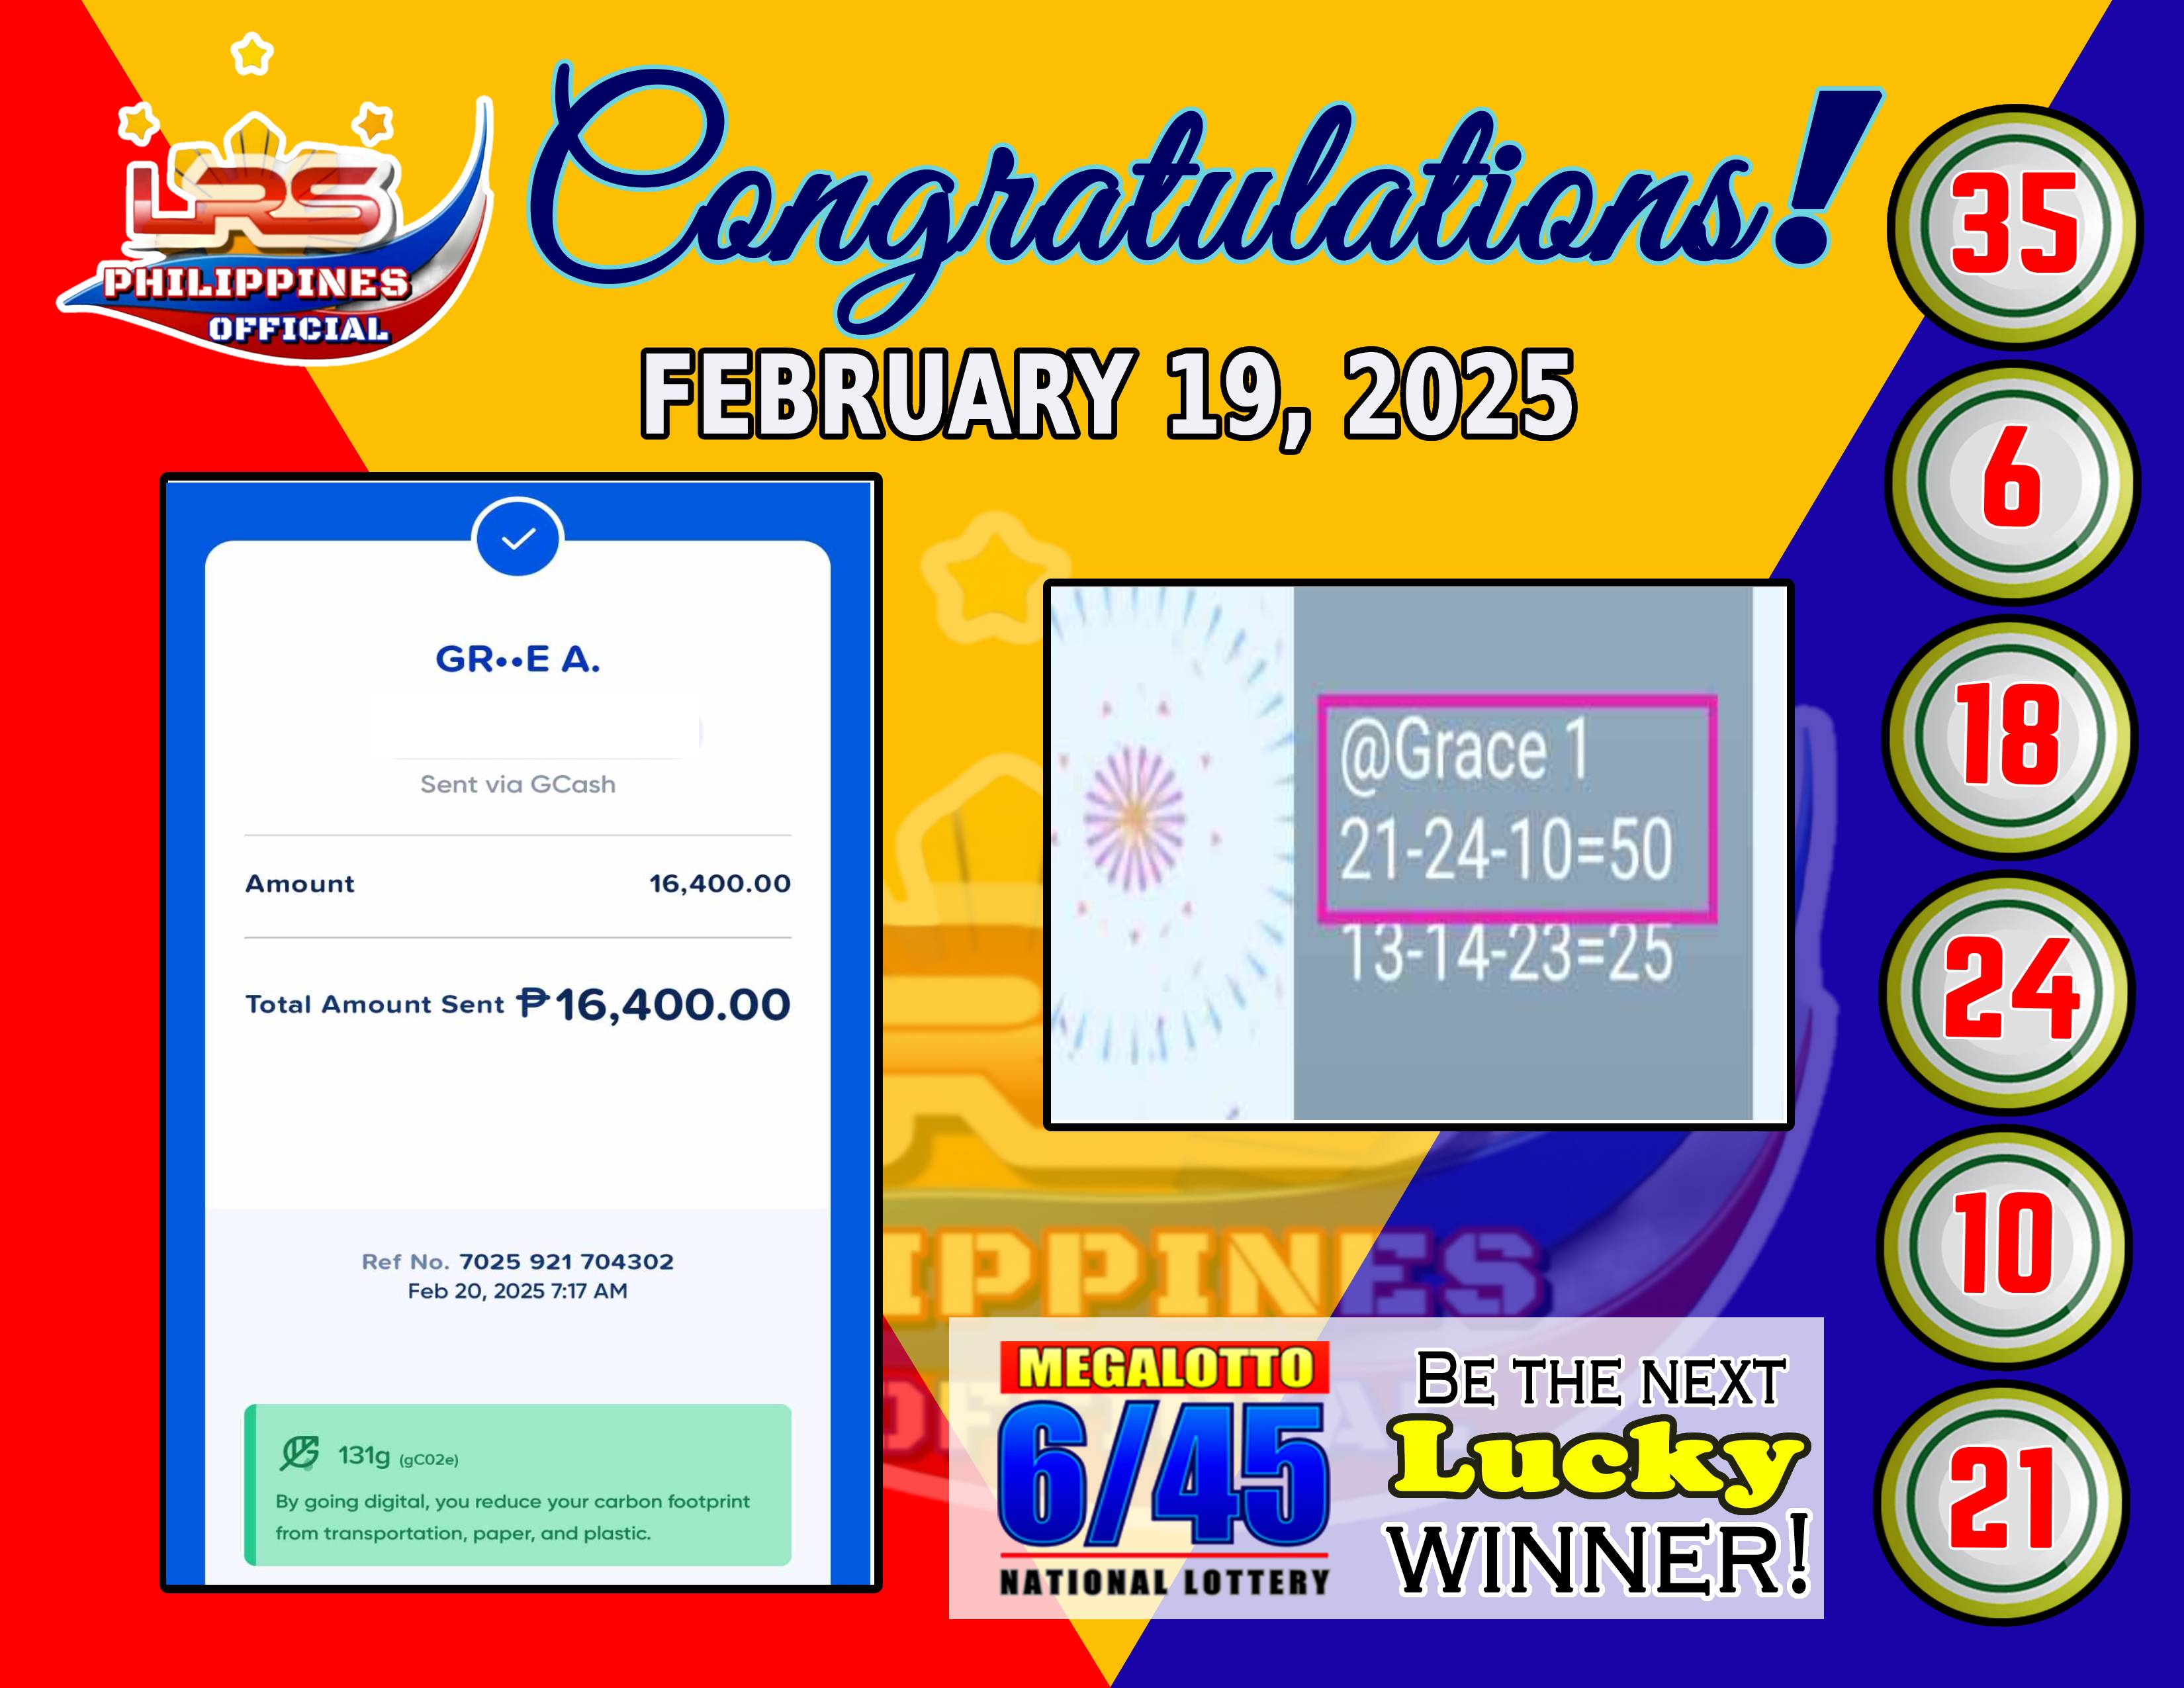 LRS
PHILIPPINES
OFFICIAL
Congratulations!
FEBRUARY 19, 2025
GR••E A.
Sent via GCash
Amount 16,400.00
Total Amount Sent ₱16,400.00
Ref No. 7025 921 704302
Feb 20, 2025 7:17 AM
131g (gCO2e)
By going digital, you reduce your carbon footprint
from transportation, paper, and plastic.
@Grace 1
21-24-10=50
13-14-23=25
IPPINES
MEGALOTTO
6/45
NATIONAL LOTTERY
BE THE NEXT
Lucky
WINNER!
35
6
18
24
10
21